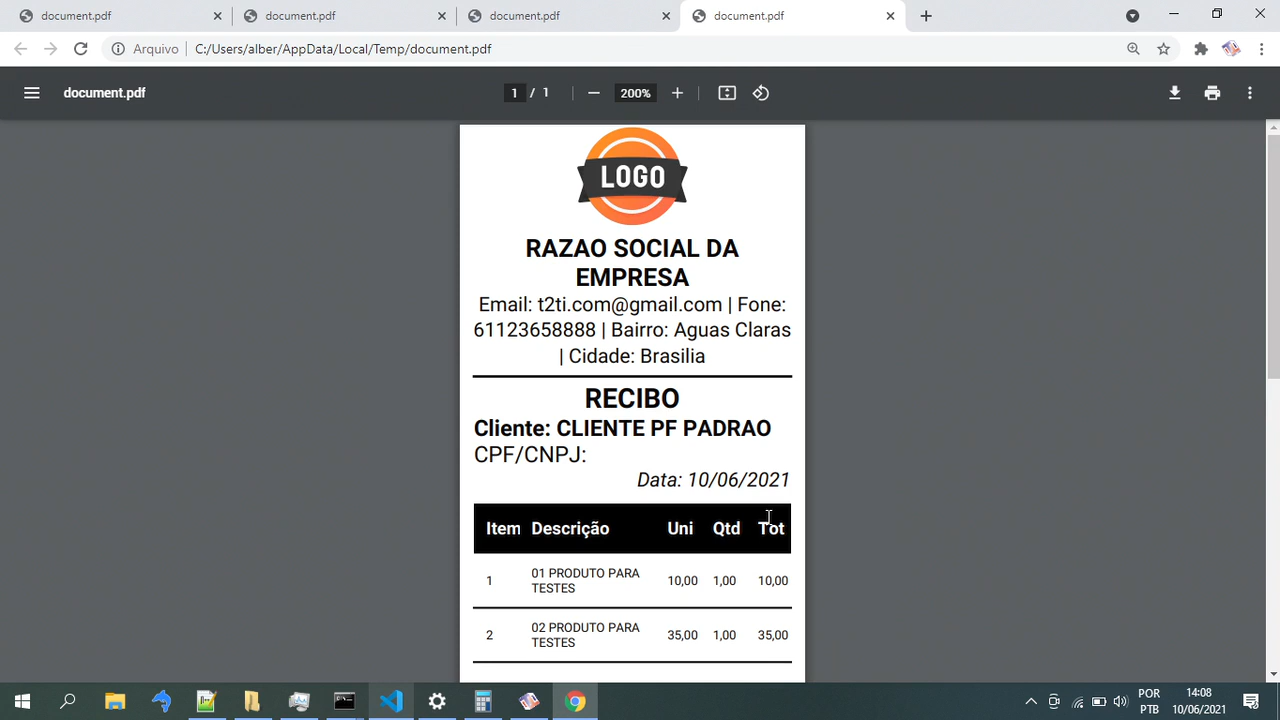 document.pdf document.pdf document.pdf document.pdf
Arquivo C:/Users/alber/AppData/Local/Temp/document.pdf
document.pdf 1 / 1 200%
LOGO
RAZAO SOCIAL DA
EMPRESA
Email: t2ti.com@gmail.com | Fone:
61123658888 | Bairro: Aguas Claras
| Cidade: Brasilia
RECIBO
Cliente: CLIENTE PF PADRAO
CPF/CNPJ:
Data: 10/06/2021
Item Descrição Uni Qtd Tot
1 01 PRODUTO PARA TESTES 10,00 1,00 10,00
2 02 PRODUTO PARA TESTES 35,00 1,00 35,00
POR 14:08
PTB 10/06/2021